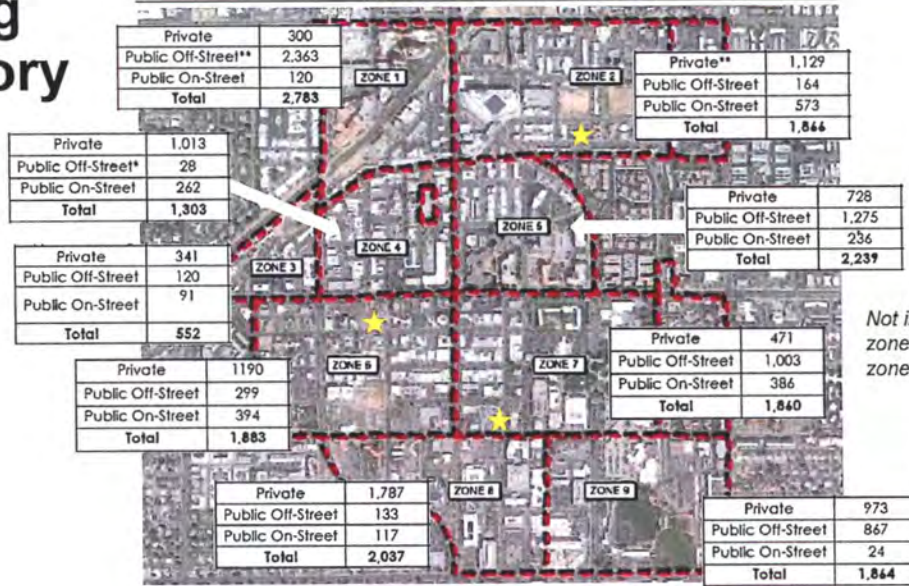 g
ory
Private 300
Public Off-Street** 2,363
Public On-Street 120
Total 2,783
ZONE 1
ZONE 2
Private** 1,129
Public Off-Street 164
Public On-Street 573
Total 1,866
Private 1,013
Public Off-Street* 28
Public On-Street 262
Total 1,303
ZONE 4
ZONE 5
Private 728
Public Off-Street 1,275
Public On-Street 236
Total 2,239
Private 341
Public Off-Street 120
Public On-Street 91
Total 552
ZONE 3
Not i
zone
zone
Private 1190
Public Off-Street 299
Public On-Street 394
Total 1,883
ZONE 6
ZONE 7
Private 471
Public Off-Street 1,003
Public On-Street 386
Total 1,860
Private 1,787
Public Off-Street 133
Public On-Street 117
Total 2,037
ZONE 8
ZONE 9
Private 973
Public Off-Street 867
Public On-Street 24
Total 1,864